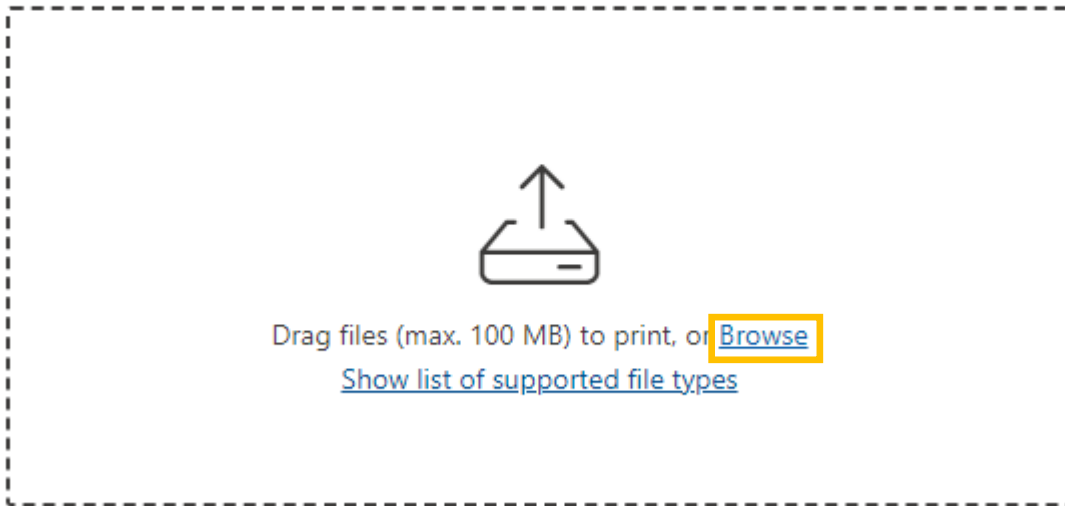 Drag files (max. 100 MB) to print, or Browse
Show list of supported file types